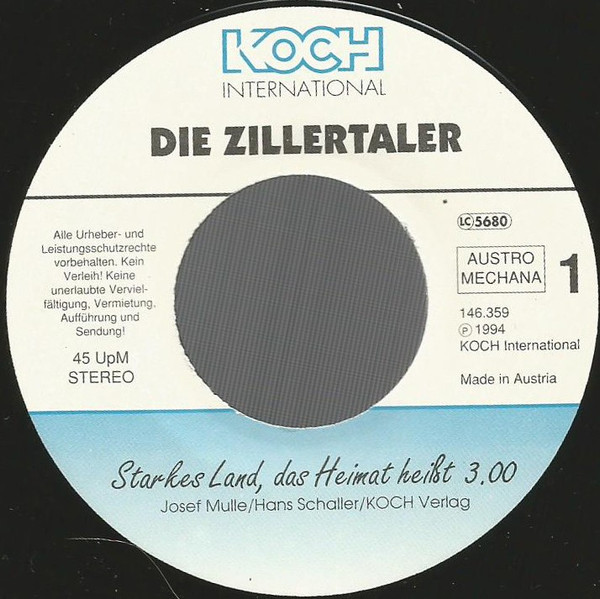 KOCH
INTERNATIONAL
DIE ZILLERTALER
Alle Urheber- und
Leistungsschutzrechte
vorbehalten. Kein
Verleih! Keine
unerlaubte Verviel-
fältigung, Vermietung,
Aufführung und
Sendung!
45 UpM
STEREO
LC 5680
AUSTRO
MECHANA
1
146.359
Ⓟ 1994
KOCH International
Made in Austria
Starkes Land, das Heimat heißt 3.00
Josef Mulle/Hans Schaller/KOCH Verlag